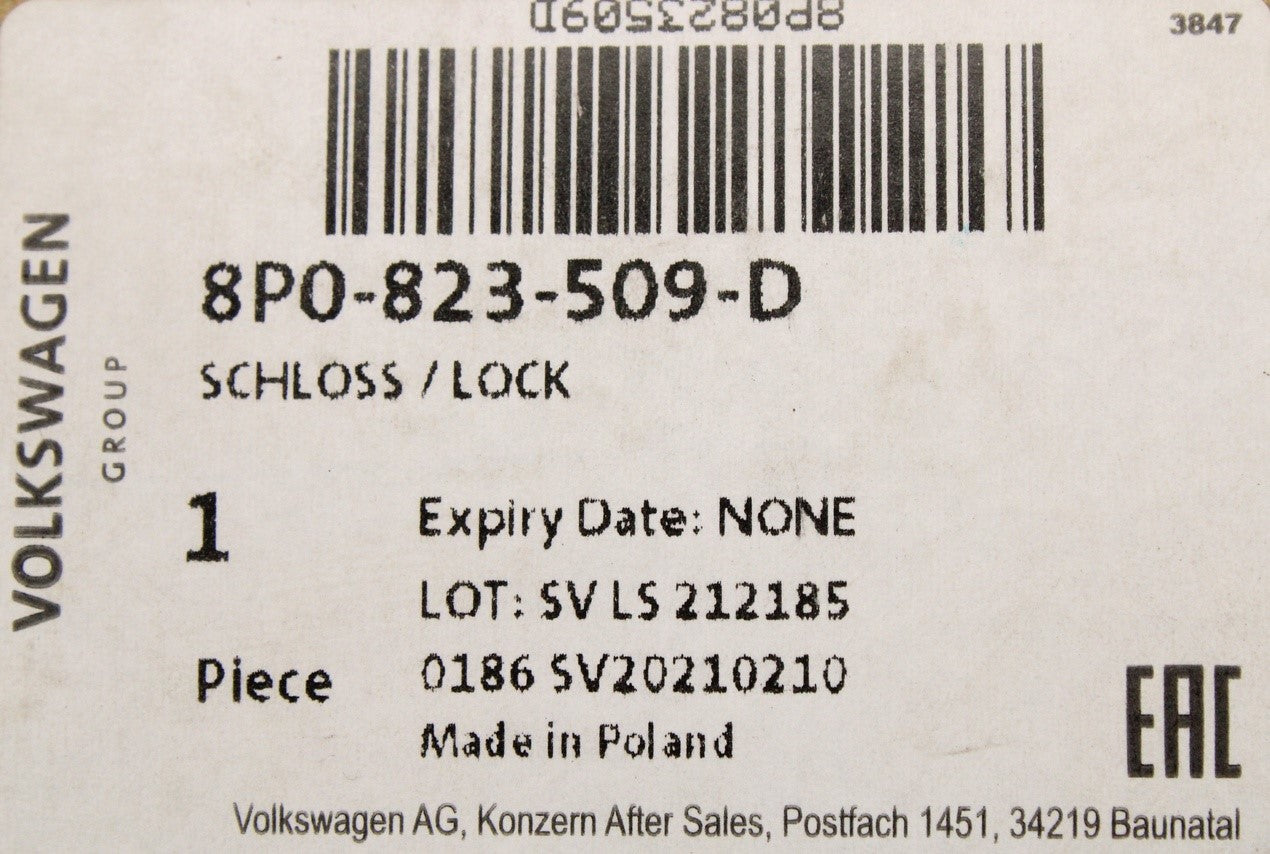 8P0823509D
3847
VOLKSWAGEN
GROUP
8P0-823-509-D
SCHLOSS / LOCK
1
Expiry Date: NONE
LOT: SV LS 212185
Piece
0186 SV20210210
Made in Poland
EAC
Volkswagen AG, Konzern After Sales, Postfach 1451, 34219 Baunatal